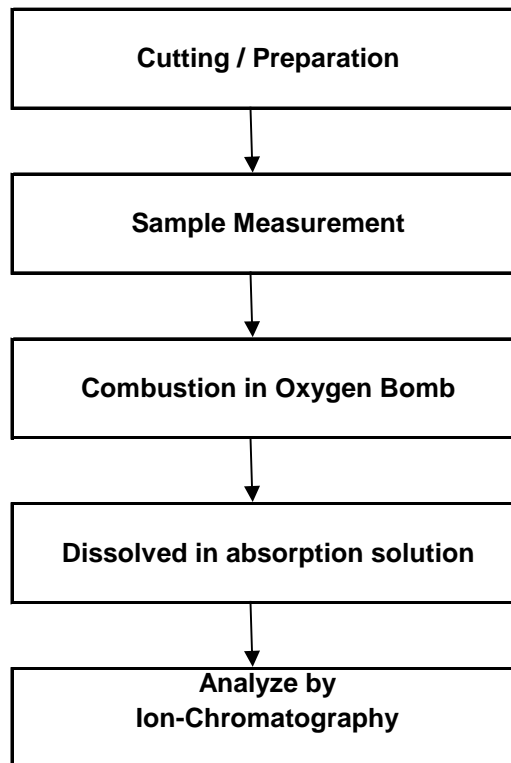 Cutting / Preparation
Sample Measurement
Combustion in Oxygen Bomb
Dissolved in absorption solution
Analyze by
Ion-Chromatography